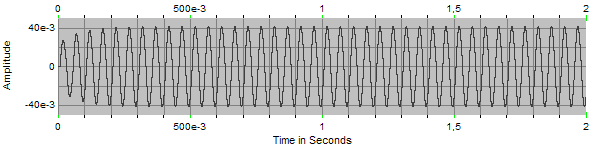 0 500e-3 1 1,5 2
40e-3
Amplitude
0
-40e-3
0 500e-3 1 1,5 2
Time in Seconds